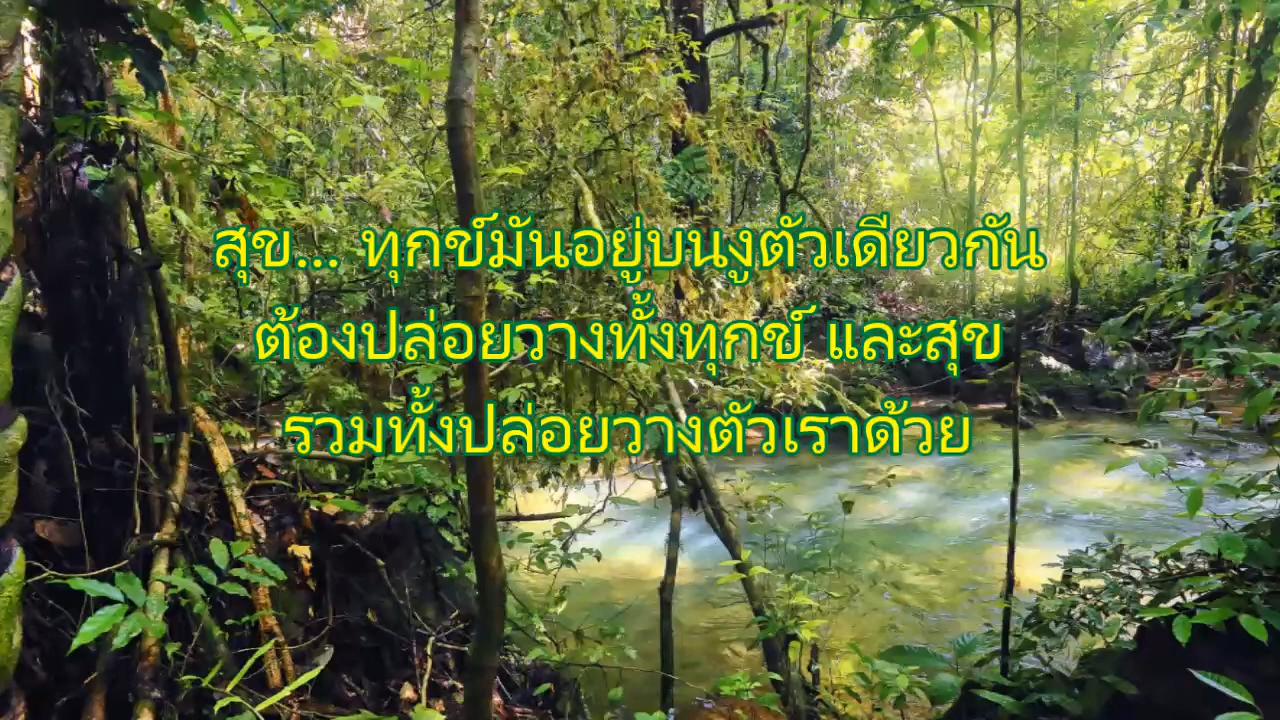 สุข... ทุกข์มันอยู่บนงูตัวเดียวกัน
ต้องปล่อยวางทั้งทุกข์ และสุข
รวมทั้งปล่อยวางตัวเราด้วย